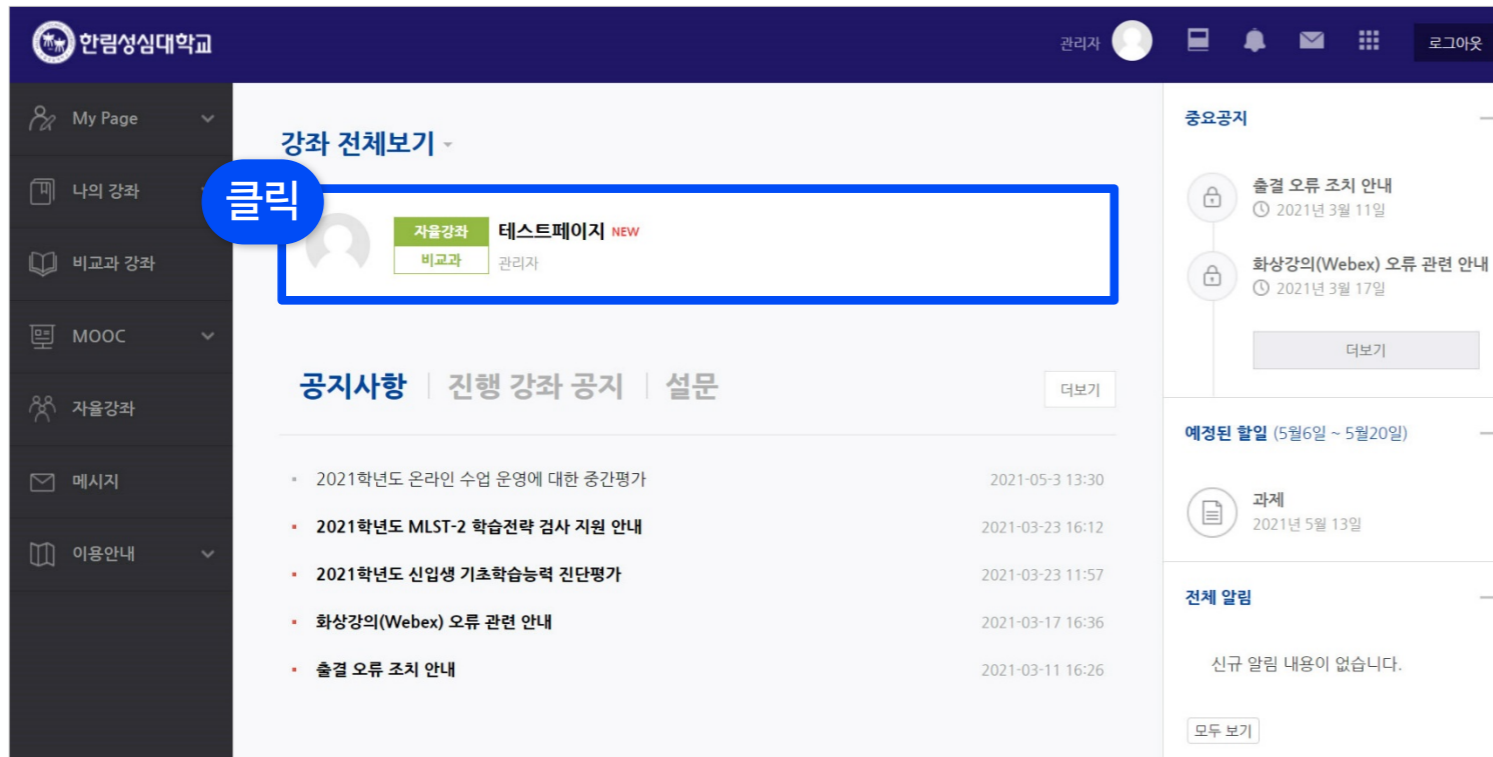 한림성심대학교
관리자
로그아웃
My Page
나의 강좌
비교과 강좌
MOOC
자율강좌
메시지
이용안내
강좌 전체보기
클릭
자율강좌
비교과
테스트페이지 NEW
관리자
공지사항 진행 강좌 공지 설문
더보기
2021학년도 온라인 수업 운영에 대한 중간평가 2021-05-3 13:30
2021학년도 MLST-2 학습전략 검사 지원 안내 2021-03-23 16:12
2021학년도 신입생 기초학습능력 진단평가 2021-03-23 11:57
화상강의(Webex) 오류 관련 안내 2021-03-17 16:36
출결 오류 조치 안내 2021-03-11 16:26
중요공지
출결 오류 조치 안내
2021년 3월 11일
화상강의(Webex) 오류 관련 안내
2021년 3월 17일
더보기
예정된 할일 (5월6일 ~ 5월20일)
과제
2021년 5월 13일
전체 알림
신규 알림 내용이 없습니다.
모두 보기